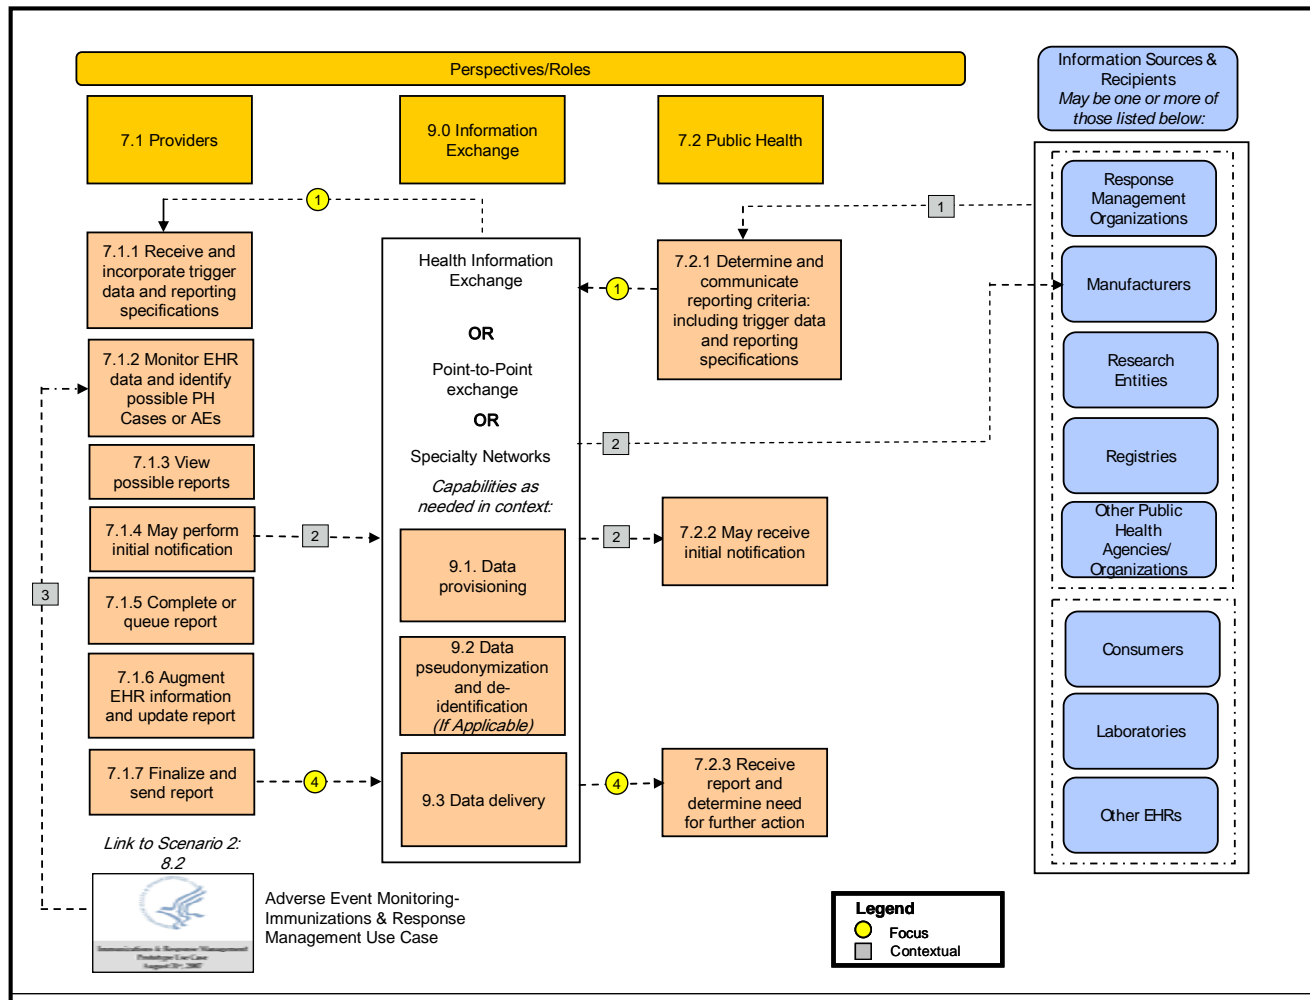 Perspectives/Roles
Information Sources &
Recipients
May be one or more of
those listed below:
7.1 Providers
9.0 Information
Exchange
7.2 Public Health
1
1
7.1.1 Receive and
incorporate trigger
data and reporting
specifications
Health Information
Exchange
OR
Point-to-Point
exchange
OR
Specialty Networks
Capabilities as
needed in context:
1
7.2.1 Determine and
communicate
reporting criteria:
including trigger data
and reporting
specifications
Response
Management
Organizations
Manufacturers
Research
Entities
Registries
Other Public
Health
Agencies/
Organizations
Consumers
Laboratories
Other EHRs
7.1.2 Monitor EHR
data and identify
possible PH
Cases or AEs
7.1.3 View
possible reports
7.1.4 May perform
initial notification
7.1.5 Complete or
queue report
7.1.6 Augment
EHR information
and update report
7.1.7 Finalize and
send report
2
2
2
3
4
4
9.1. Data
provisioning
9.2 Data
pseudonymization
and de-
identification
(If Applicable)
9.3 Data delivery
7.2.2 May receive
initial notification
7.2.3 Receive
report and
determine need
for further action
Link to Scenario 2:
8.2
Immunizations & Response Management
Prototype Use Case
Adverse Event Monitoring-
Immunizations & Response
Management Use Case
Legend
Focus
Contextual